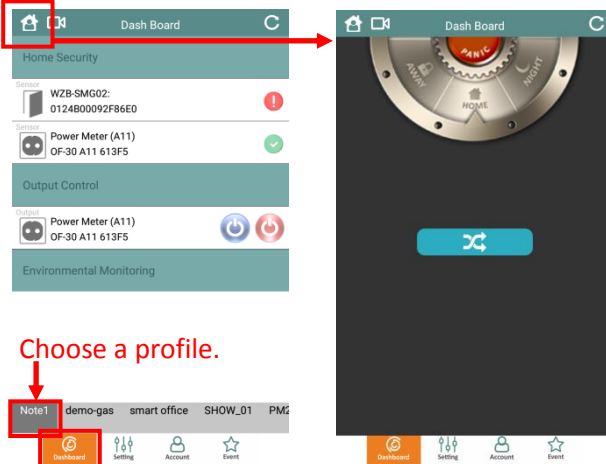 Dash Board
Home Security
Sensor
WZB-SMG02:
0124B00092F86E0
Sensor
Power Meter (A11)
OF-30 A11 613F5
Output Control
Output
Power Meter (A11)
OF-30 A11 613F5
Environmental Monitoring
Choose a profile.
Note1 demo-gas smart office SHOW_01 PM2
Dashboard Setting Account Event
Dash Board
PANIC
AWAY
HOME
NIGHT
Dashboard Setting Account Event